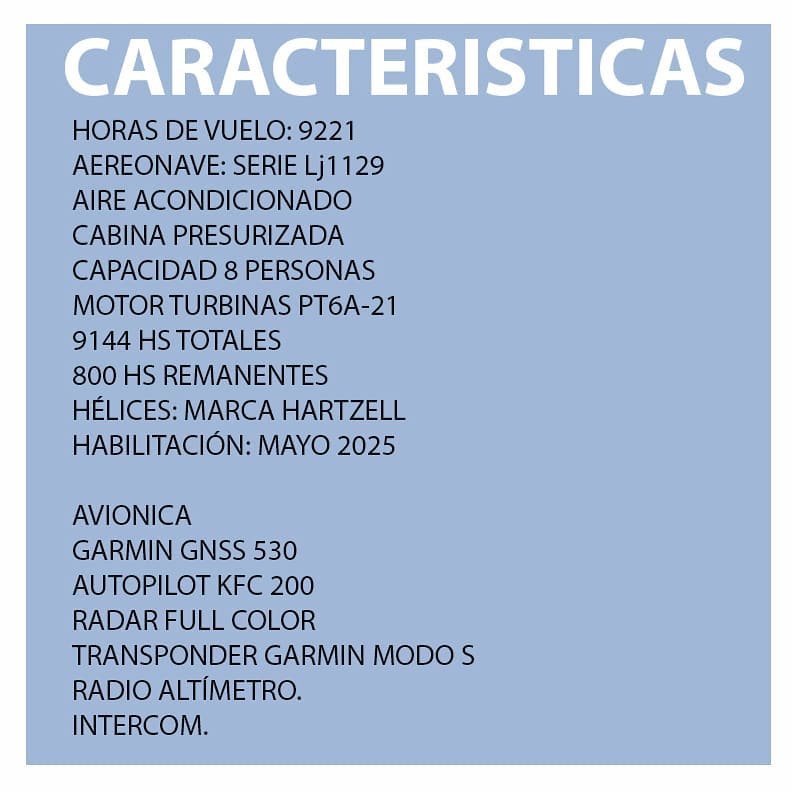 CARACTERISTICAS
HORAS DE VUELO: 9221
AEREONAVE: SERIE Lj1129
AIRE ACONDICIONADO
CABINA PRESURIZADA
CAPACIDAD 8 PERSONAS
MOTOR TURBINAS PT6A-21
9144 HS TOTALES
800 HS REMANENTES
HÉLICES: MARCA HARTZELL
HABILITACIÓN: MAYO 2025
AVIONICA
GARMIN GNSS 530
AUTOPILOT KFC 200
RADAR FULL COLOR
TRANSPONDER GARMIN MODO S
RADIO ALTÍMETRO.
INTERCOM.